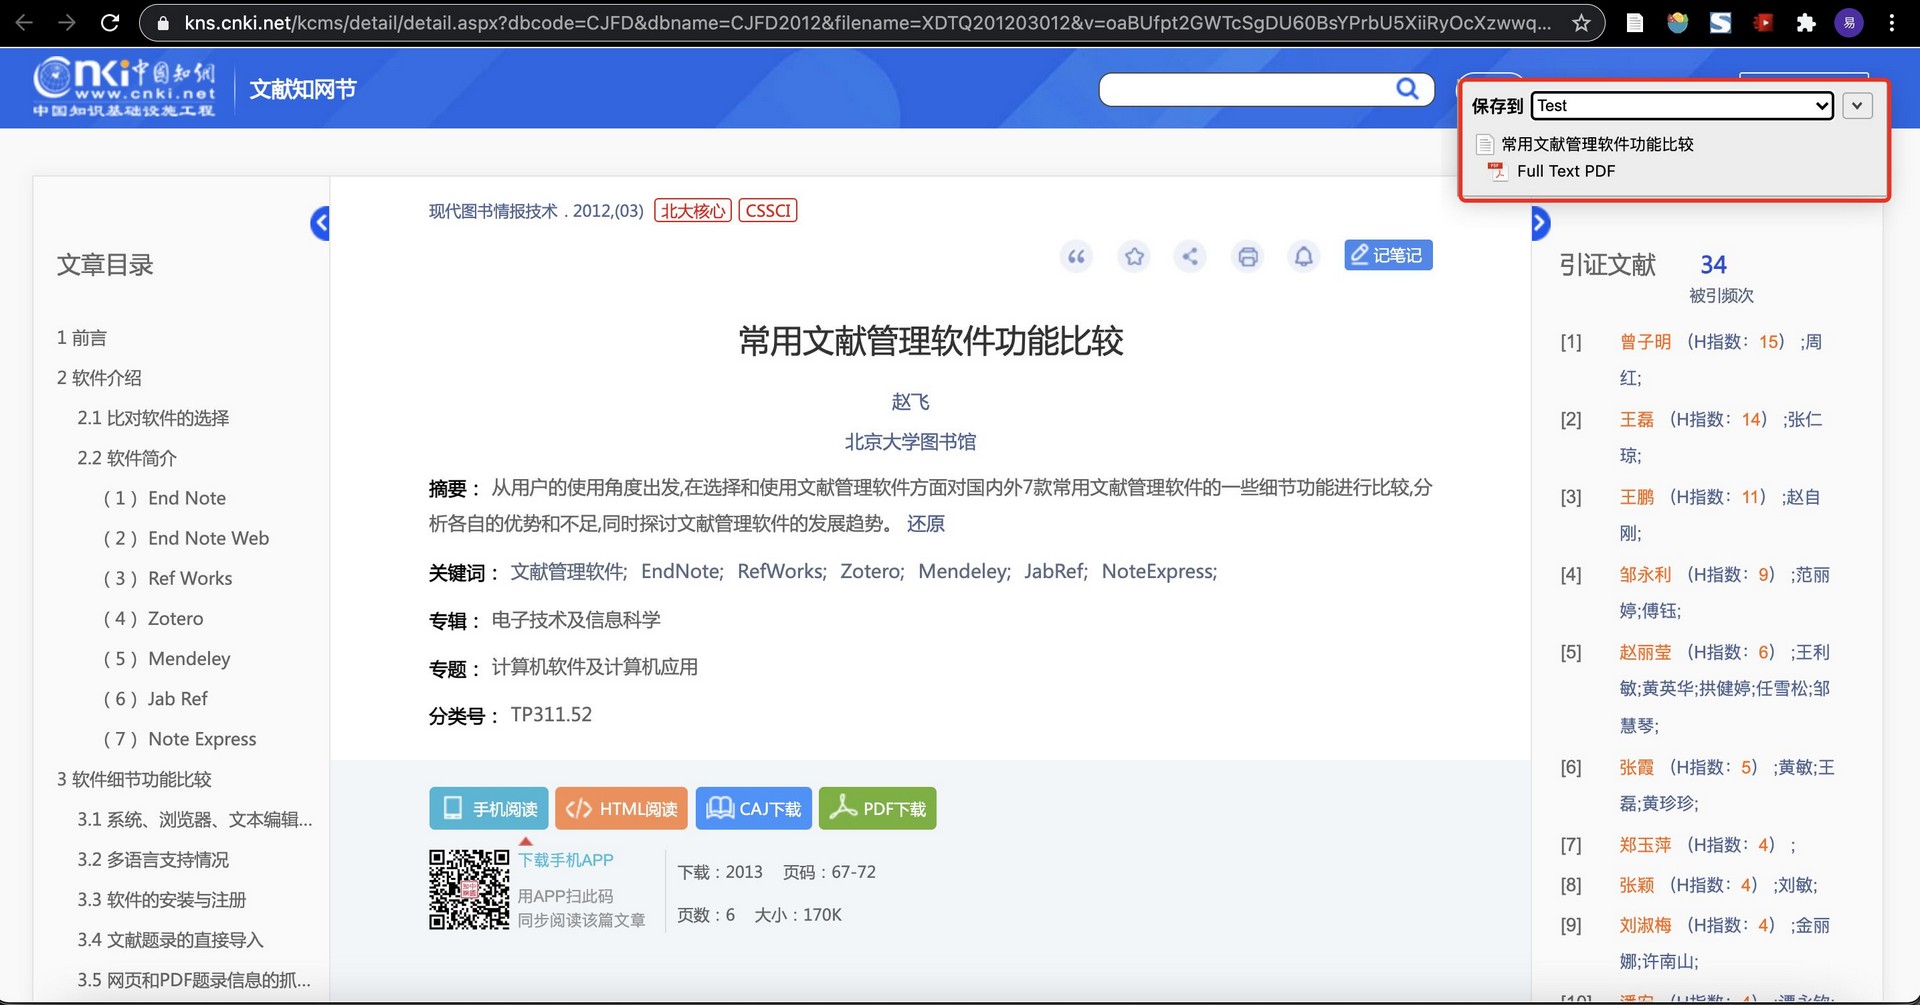 kns.cnki.net/kcms/detail/detail.aspx?dbcode=CJFD&dbname=CJFD2012&filename=XDTQ201203012&v=oaBUfpt2GWTcSgDU60BsYPrbU5XiiRyOcXzwwq...
易
cnki中国知网
www.cnki.net
中国知识基础设施工程
文献知网节
保存到 Test
常用文献管理软件功能比较
Full Text PDF
文章目录
1 前言
2 软件介绍
2.1 比对软件的选择
2.2 软件简介
（1）End Note
（2）End Note Web
（3）Ref Works
（4）Zotero
（5）Mendeley
（6）Jab Ref
（7）Note Express
3 软件细节功能比较
3.1 系统、浏览器、文本编辑...
3.2 多语言支持情况
3.3 软件的安装与注册
3.4 文献题录的直接导入
3.5 网页和PDF题录信息的抓...
现代图书情报技术 . 2012,(03) 北大核心 CSSCI
记笔记
常用文献管理软件功能比较
赵飞
北京大学图书馆
摘要： 从用户的使用角度出发,在选择和使用文献管理软件方面对国内外7款常用文献管理软件的一些细节功能进行比较,分
析各自的优势和不足,同时探讨文献管理软件的发展趋势。 还原
关键词： 文献管理软件; EndNote; RefWorks; Zotero; Mendeley; JabRef; NoteExpress;
专辑： 电子技术及信息科学
专题： 计算机软件及计算机应用
分类号： TP311.52
手机阅读 HTML阅读 CAJ下载 PDF下载
下载手机APP
用APP扫此码
同步阅读该篇文章
下载：2013 页码：67-72
页数：6 大小：170K
引证文献 34
被引频次
[1] 曾子明 （H指数：15） ;周
红;
[2] 王磊 （H指数：14） ;张仁
琼;
[3] 王鹏 （H指数：11） ;赵自
刚;
[4] 邹永利 （H指数：9） ;范丽
婷;傅钰;
[5] 赵丽莹 （H指数：6） ;王利
敏;黄英华;拱健婷;任雪松;邹
慧琴;
[6] 张霞 （H指数：5） ;黄敏;王
磊;黄珍珍;
[7] 郑玉萍 （H指数：4） ;
[8] 张颖 （H指数：4） ;刘敏;
[9] 刘淑梅 （H指数：4） ;金丽
娜;许南山;